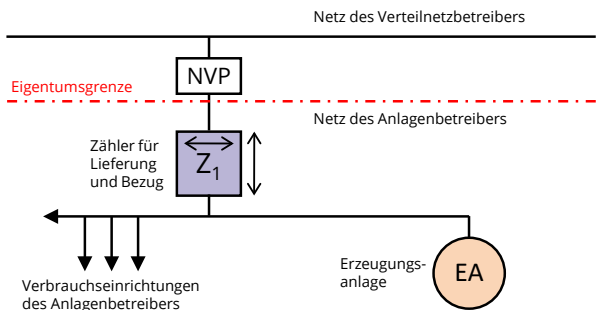 Netz des Verteilnetzbetreibers
NVP
Eigentumsgrenze
Netz des Anlagenbetreibers
Zähler für
Lieferung
und Bezug
Z₁
Erzeugungs-
anlage
EA
Verbrauchseinrichtungen
des Anlagenbetreibers